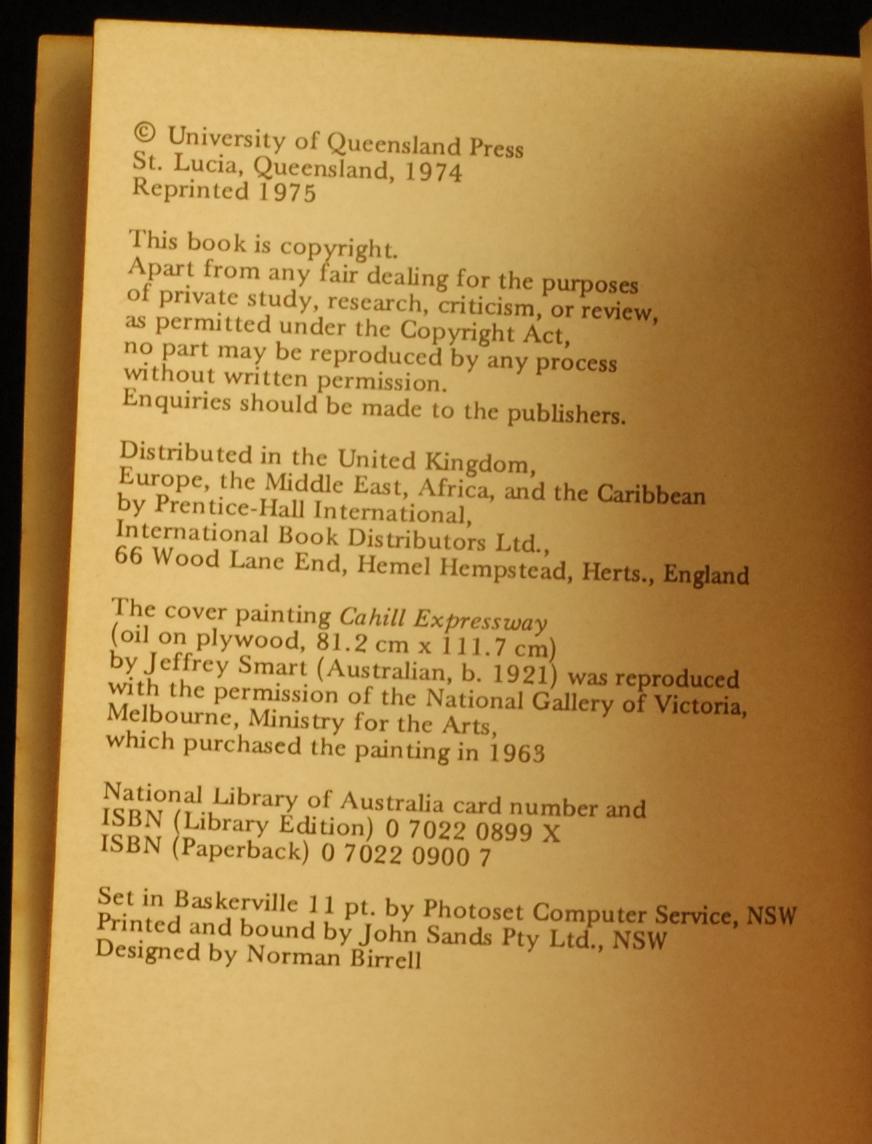 © University of Queensland Press
St. Lucia, Queensland, 1974
Reprinted 1975
This book is copyright.
Apart from any fair dealing for the purposes
of private study, research, criticism, or review,
as permitted under the Copyright Act,
no part may be reproduced by any process
without written permission.
Enquiries should be made to the publishers.
Distributed in the United Kingdom,
Europe, the Middle East, Africa, and the Caribbean
by Prentice-Hall International,
International Book Distributors Ltd.,
66 Wood Lane End, Hemel Hempstead, Herts., England
The cover painting Cahill Expressway
(oil on plywood, 81.2 cm x 111.7 cm)
by Jeffrey Smart (Australian, b. 1921) was reproduced
with the permission of the National Gallery of Victoria,
Melbourne, Ministry for the Arts,
which purchased the painting in 1963
National Library of Australia card number and
ISBN (Library Edition) 0 7022 0899 X
ISBN (Paperback) 0 7022 0900 7
Set in Baskerville 11 pt. by Photoset Computer Service, NSW
Printed and bound by John Sands Pty Ltd., NSW
Designed by Norman Birrell